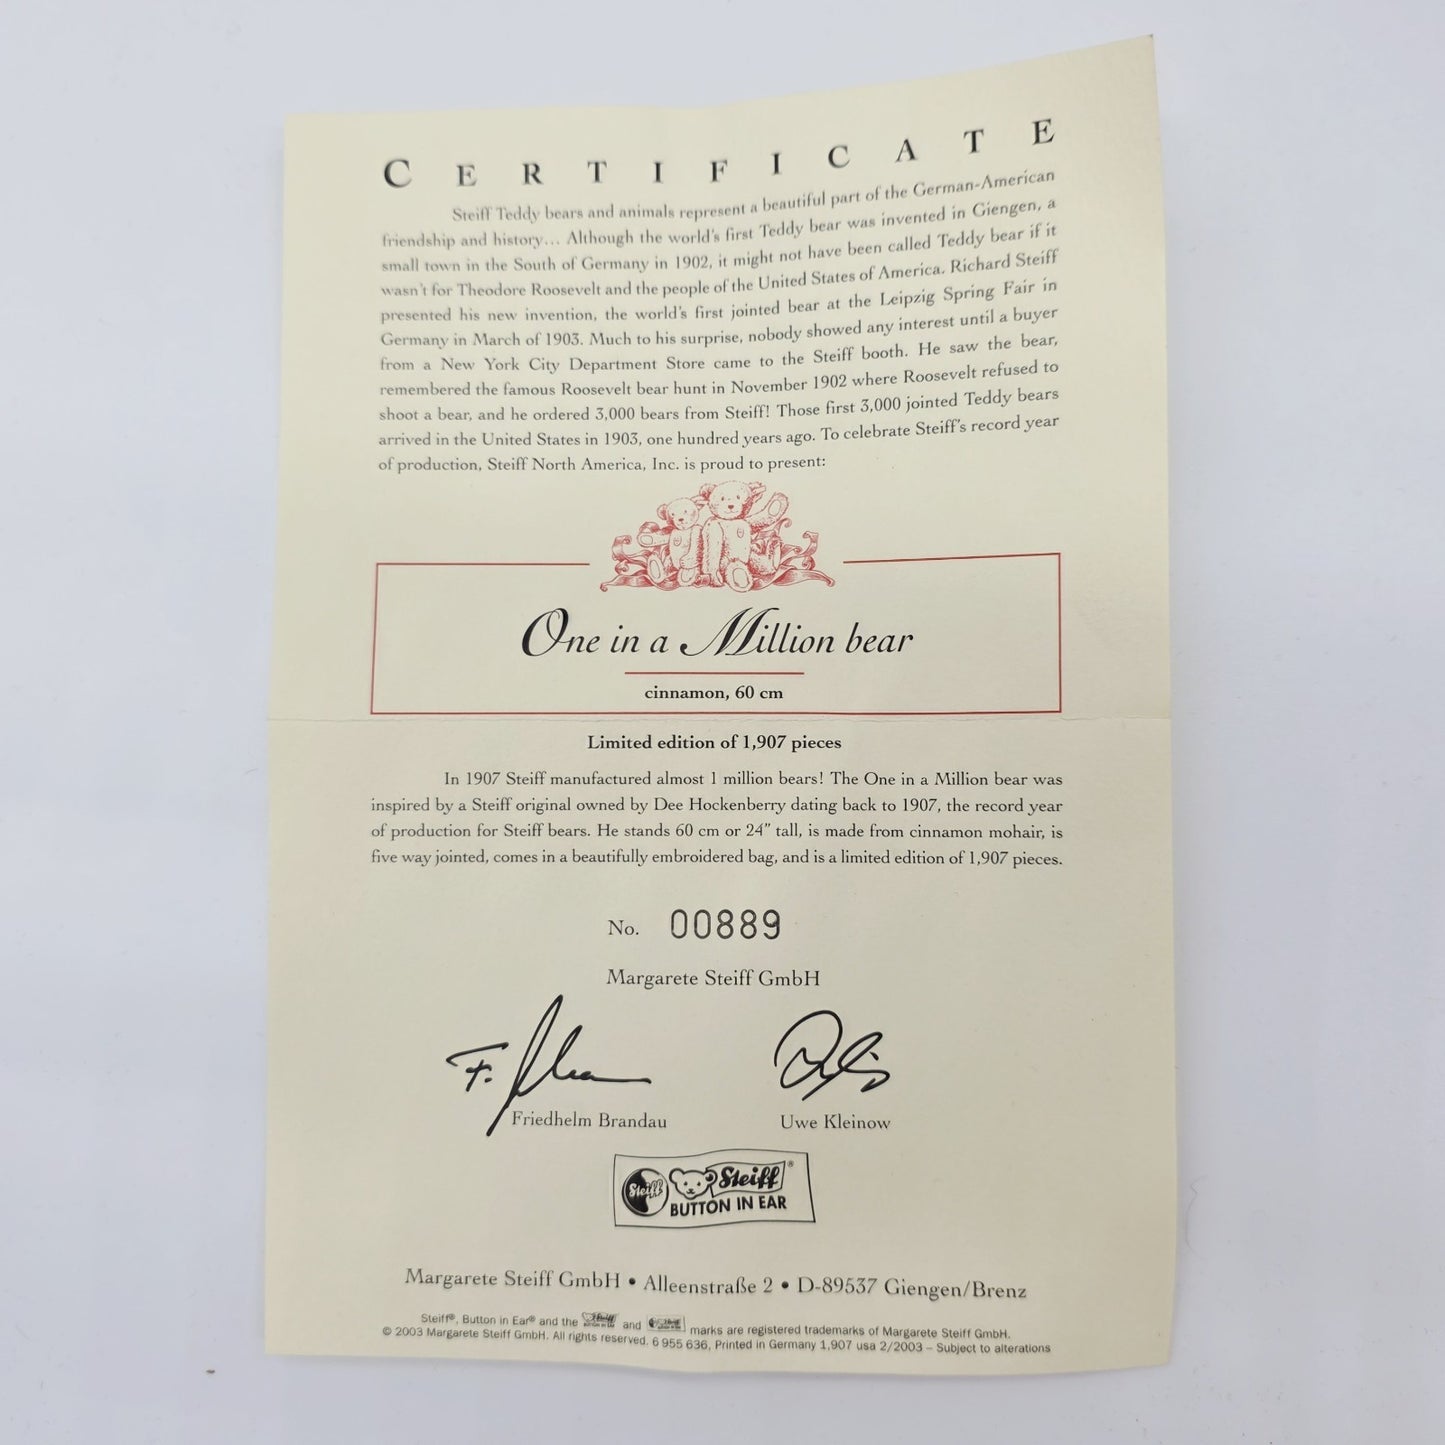 CERTIFICATE
Steiff Teddy bears and animals represent a beautiful part of the German-American
friendship and history... Although the world's first Teddy bear was invented in Giengen, a
small town in the South of Germany in 1902, it might not have been called Teddy bear if it
wasn't for Theodore Roosevelt and the people of the United States of America. Richard Steiff
presented his new invention, the world's first jointed bear at the Leipzig Spring Fair in
Germany in March of 1903. Much to his surprise, nobody showed any interest until a buyer
from a New York City Department Store came to the Steiff booth. He saw the bear,
remembered the famous Roosevelt bear hunt in November 1902 where Roosevelt refused to
shoot a bear, and he ordered 3,000 bears from Steiff! Those first 3,000 jointed Teddy bears
arrived in the United States in 1903, one hundred years ago. To celebrate Steiff's record year
of production, Steiff North America, Inc. is proud to present:
One in a Million bear
cinnamon, 60 cm
Limited edition of 1,907 pieces
In 1907 Steiff manufactured almost 1 million bears! The One in a Million bear was
inspired by a Steiff original owned by Dee Hockenberry dating back to 1907, the record year
of production for Steiff bears. He stands 60 cm or 24" tall, is made from cinnamon mohair, is
five way jointed, comes in a beautifully embroidered bag, and is a limited edition of 1,907 pieces.
No. 00889
Margarete Steiff GmbH
Friedhelm Brandau Uwe Kleinow
Steiff Steiff®
BUTTON IN EAR
Margarete Steiff GmbH • Alleenstraße 2 • D-89537 Giengen/Brenz
Steiff®, Button in Ear® and the and marks are registered trademarks of Margarete Steiff GmbH.
© 2003 Margarete Steiff GmbH. All rights reserved. 6 955 636, Printed in Germany 1,907 usa 2/2003 – Subject to alterations